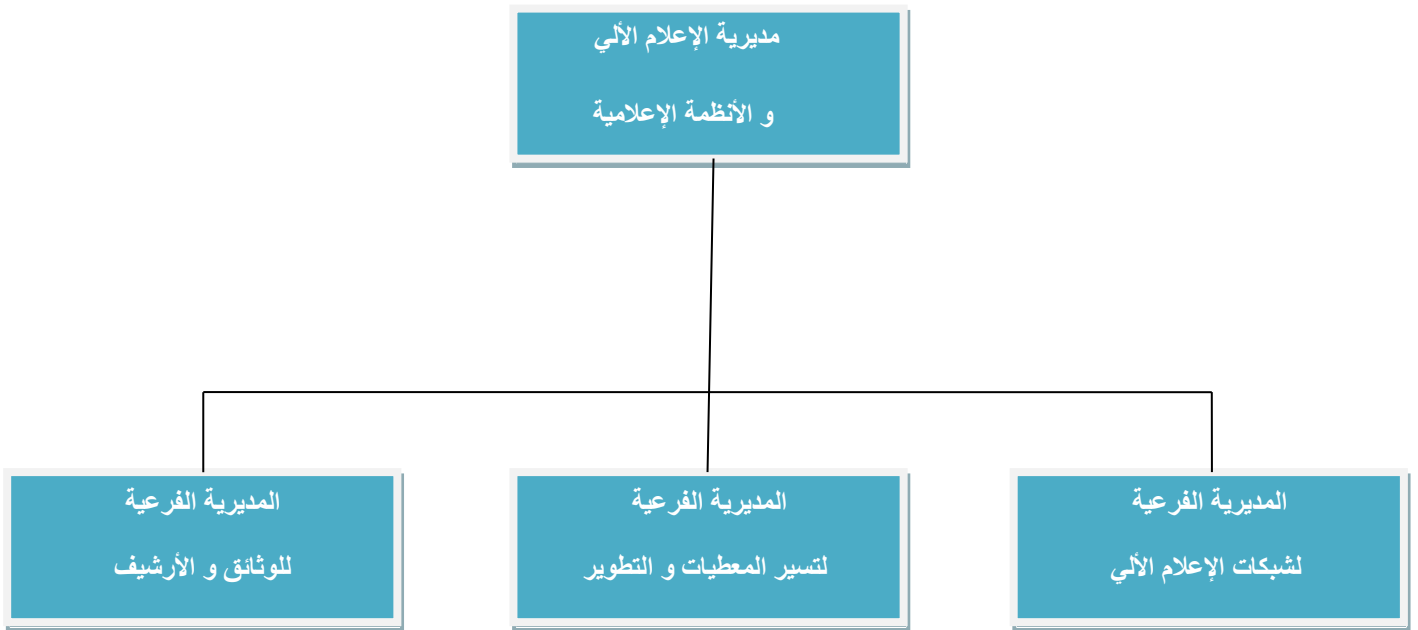 مديرية الإعلام الألي
و الأنظمة الإعلامية
المديرية الفرعية
لشبكات الإعلام الألي
المديرية الفرعية
لتسير المعطيات و التطوير
المديرية الفرعية
للوثائق و الأرشيف